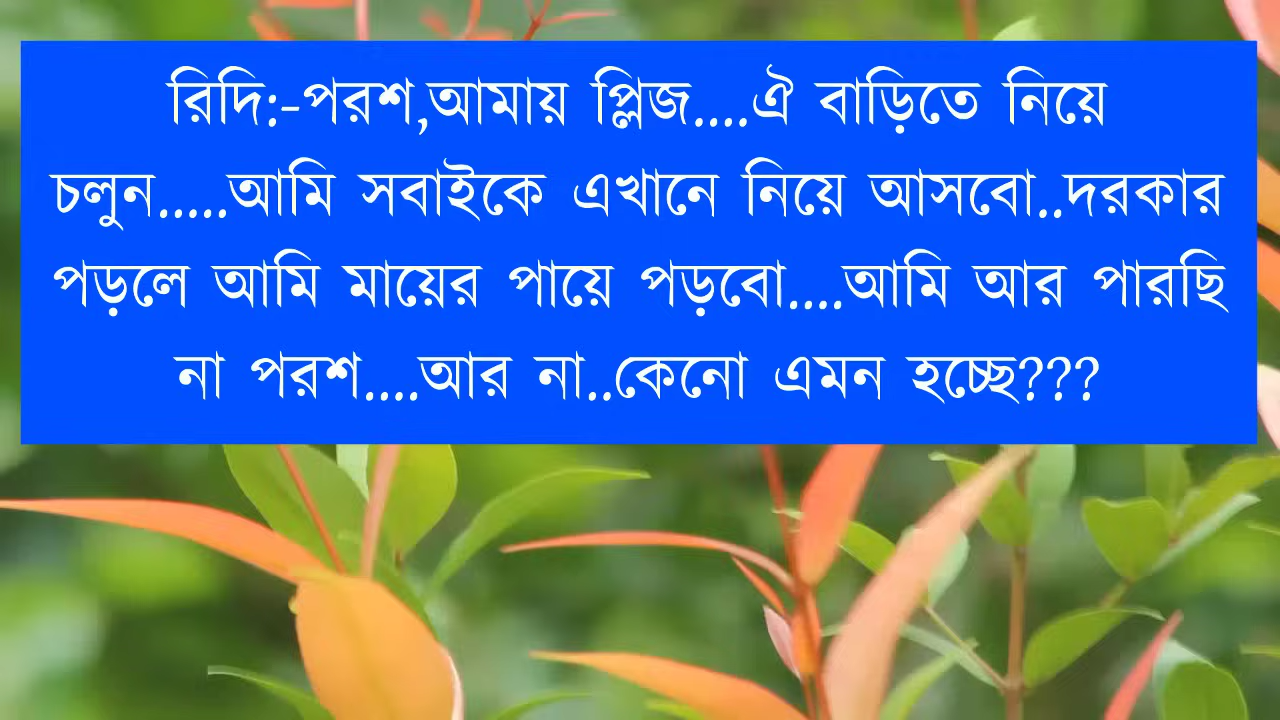 রিদি:-পরশ,আমায় প্লিজ....ঐ বাড়িতে নিয়ে
চলুন.....আমি সবাইকে এখানে নিয়ে আসবো..দরকার
পড়লে আমি মায়ের পায়ে পড়বো....আমি আর পারছি
না পরশ....আর না..কেনো এমন হচ্ছে???